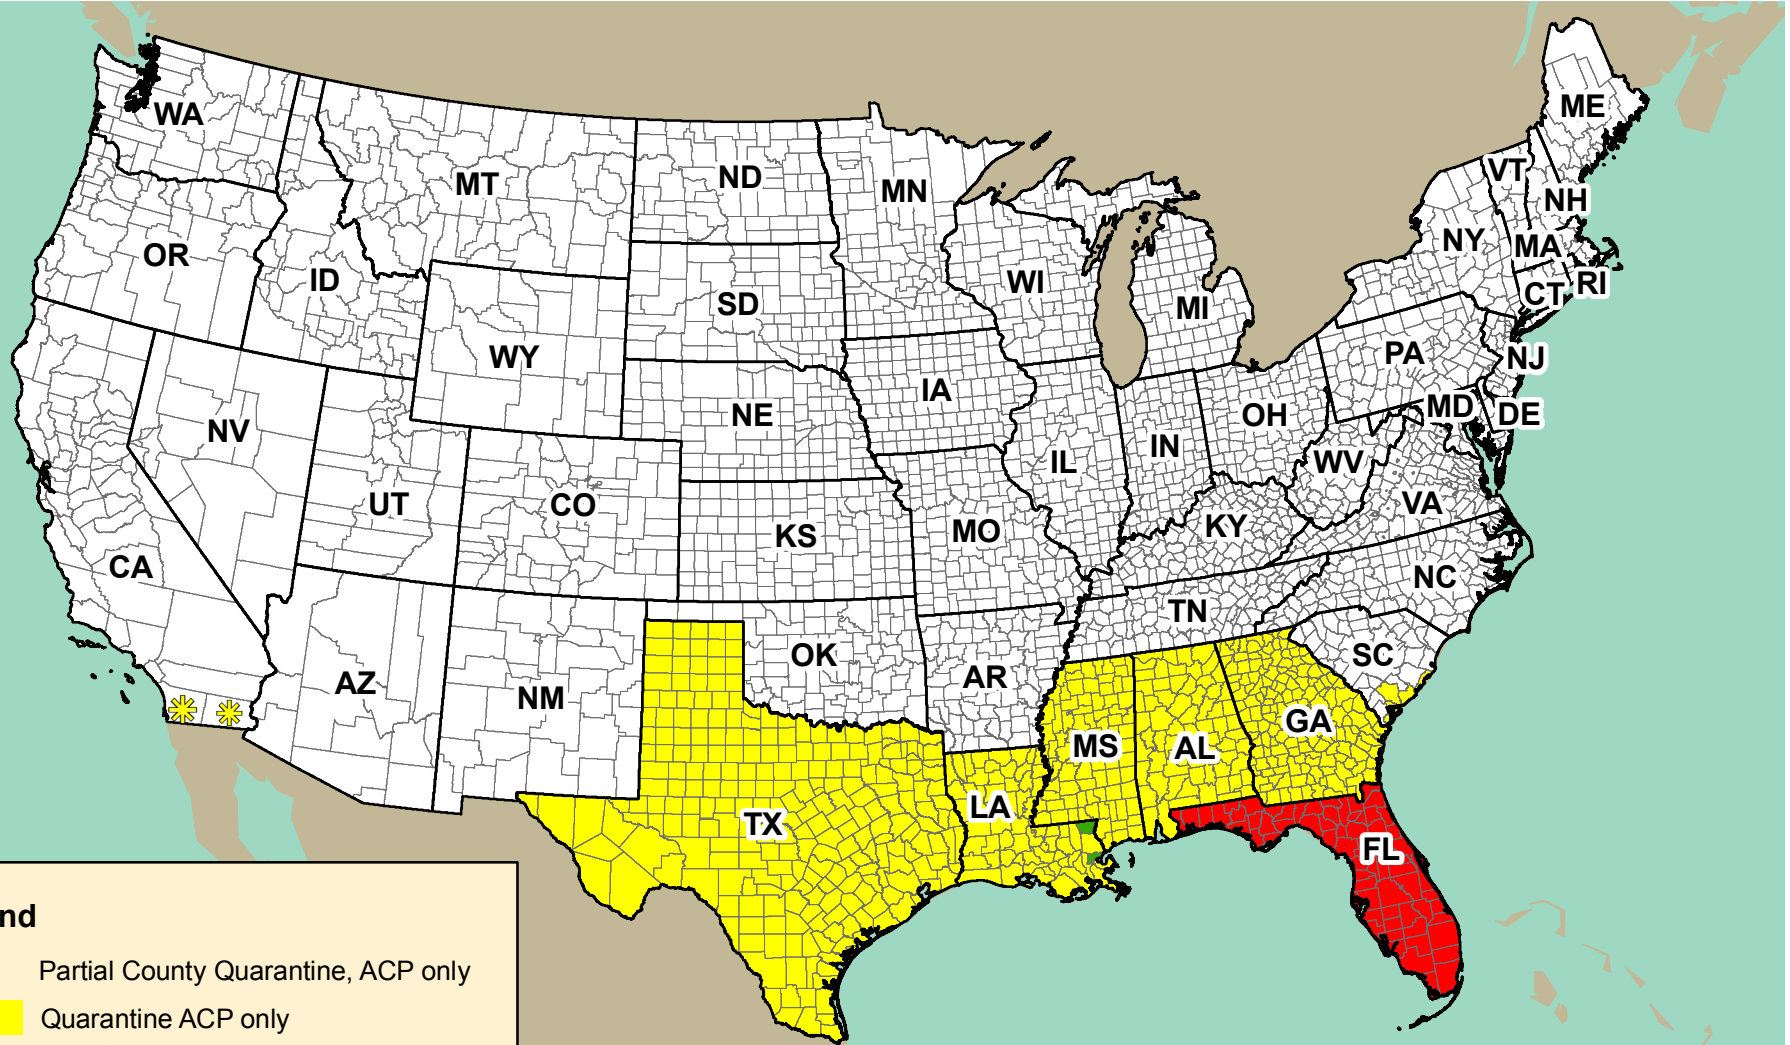 WA
MT
ND
MN
ME
VT
NH
OR
ID
SD
WI
MI
NY
MA
RI
CT
WY
IA
PA
NJ
NV
NE
OH
MD
DE
IL
IN
WV
UT
CO
KS
MO
KY
VA
CA
NC
TN
AZ
NM
OK
AR
SC
MS
AL
GA
TX
LA
FL
nd
Partial County Quarantine, ACP only
Quarantine ACP only